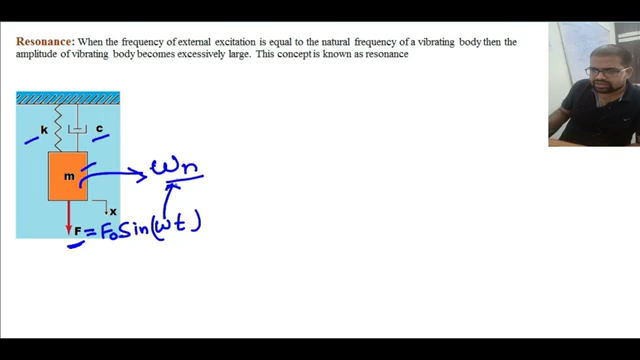 Resonance: When the frequency of external excitation is equal to the natural frequency of a vibrating body then the
amplitude of vibrating body becomes excessively large. This concept is known as resonance
k
c
m
ωn
x
F = F₀ Sin(ωt)